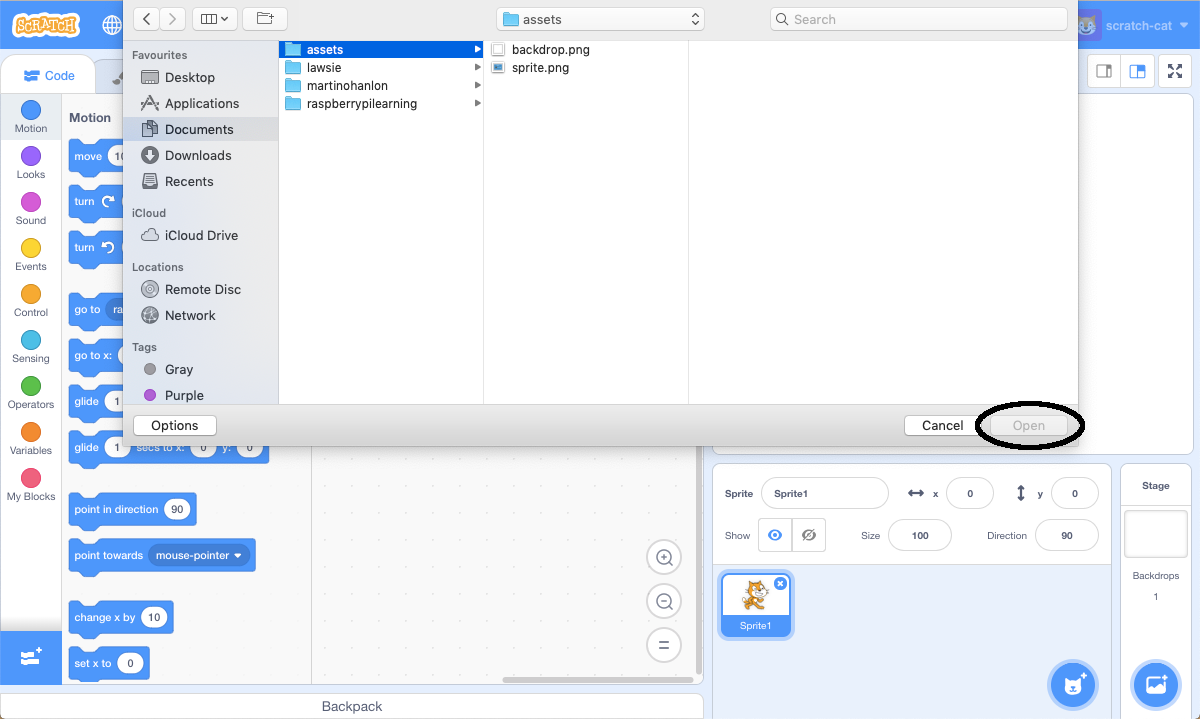 SCRATCH
assets
Search
scratch-cat
Code
Favourites
Desktop
Applications
Documents
Downloads
Recents
iCloud
iCloud Drive
Locations
Remote Disc
Network
Tags
Gray
Purple
assets
lawsie
martinohanlon
raspberrypilearning
backdrop.png
sprite.png
Options
Cancel
Open
Motion
Looks
Sound
Events
Control
Sensing
Operators
Variables
My Blocks
Motion
move 10
turn
turn
go to ra
go to x:
glide 1
glide 1 secs to x: 0 y: 0
point in direction 90
point towards mouse-pointer
change x by 10
set x to 0
Backpack
Sprite Sprite1 x 0 y 0
Show Size 100 Direction 90
Sprite1
Stage
Backdrops
1